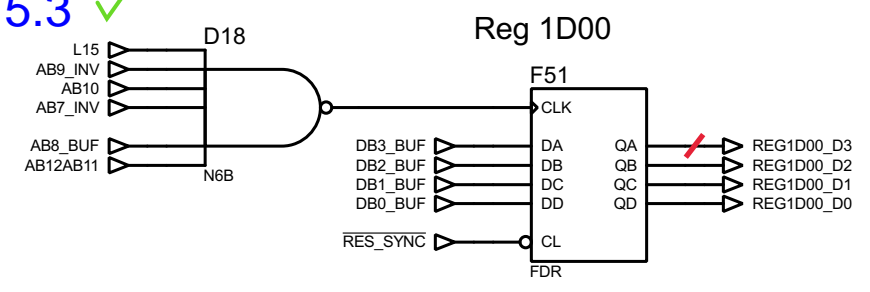 5.3
D18
Reg 1D00
L15
AB9_INV
AB10
AB7_INV
AB8_BUF
AB12AB11
N6B
F51
CLK
DB3_BUF DA QA REG1D00_D3
DB2_BUF DB QB REG1D00_D2
DB1_BUF DC QC REG1D00_D1
DB0_BUF DD QD REG1D00_D0
RES_SYNC CL
FDR